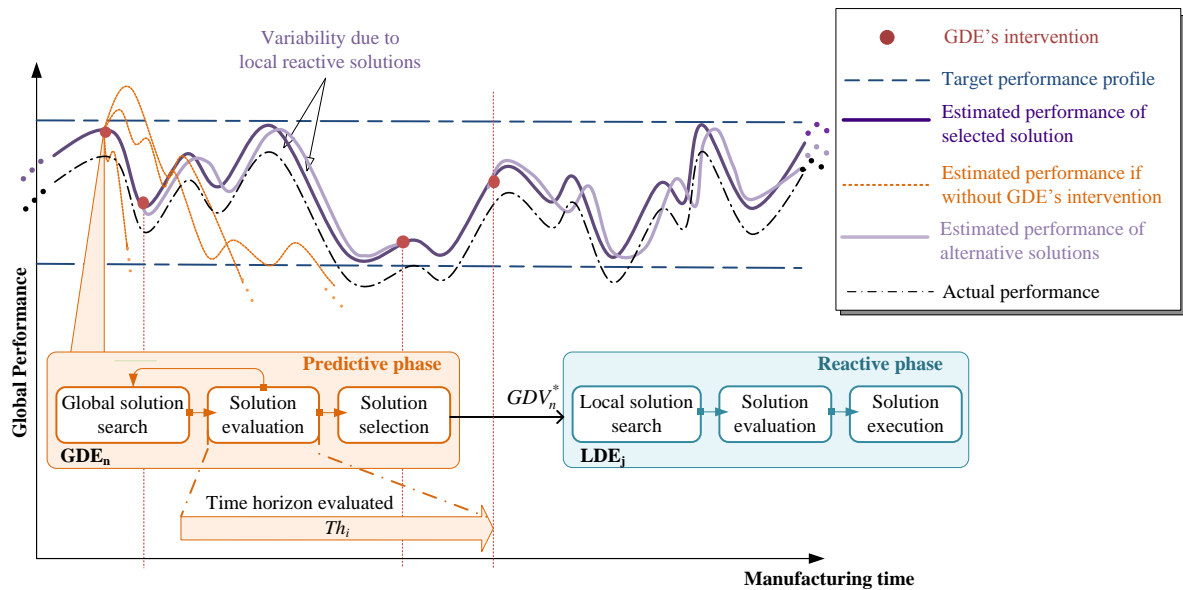 Variability due to
local reactive solutions
GDE's intervention
Target performance profile
Estimated performance of
selected solution
Estimated performance if
without GDE's intervention
Estimated performance of
alternative solutions
Actual performance
Global Performance
Predictive phase
Global solution
search
Solution
evaluation
Solution
selection
GDEn
GDVn*
Reactive phase
Local solution
search
Solution
evaluation
Solution
execution
LDEj
Time horizon evaluated
Thi
Manufacturing time